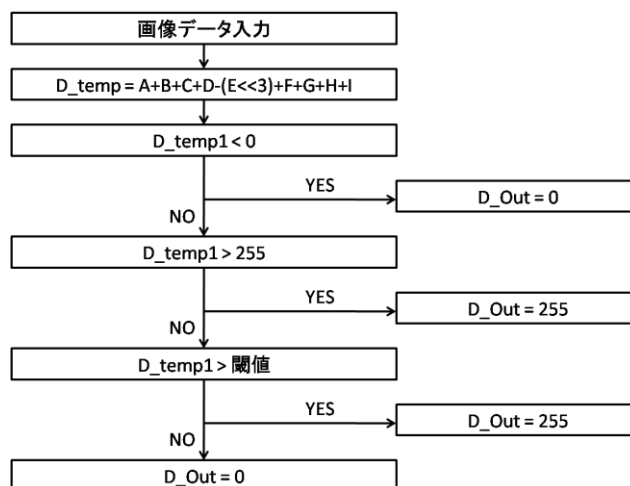 画像データ入力
D_temp = A+B+C+D-(E<<3)+F+G+H+I
D_temp1 < 0
YES
D_Out = 0
NO
D_temp1 > 255
YES
D_Out = 255
NO
D_temp1 > 閾値
YES
D_Out = 255
NO
D_Out = 0